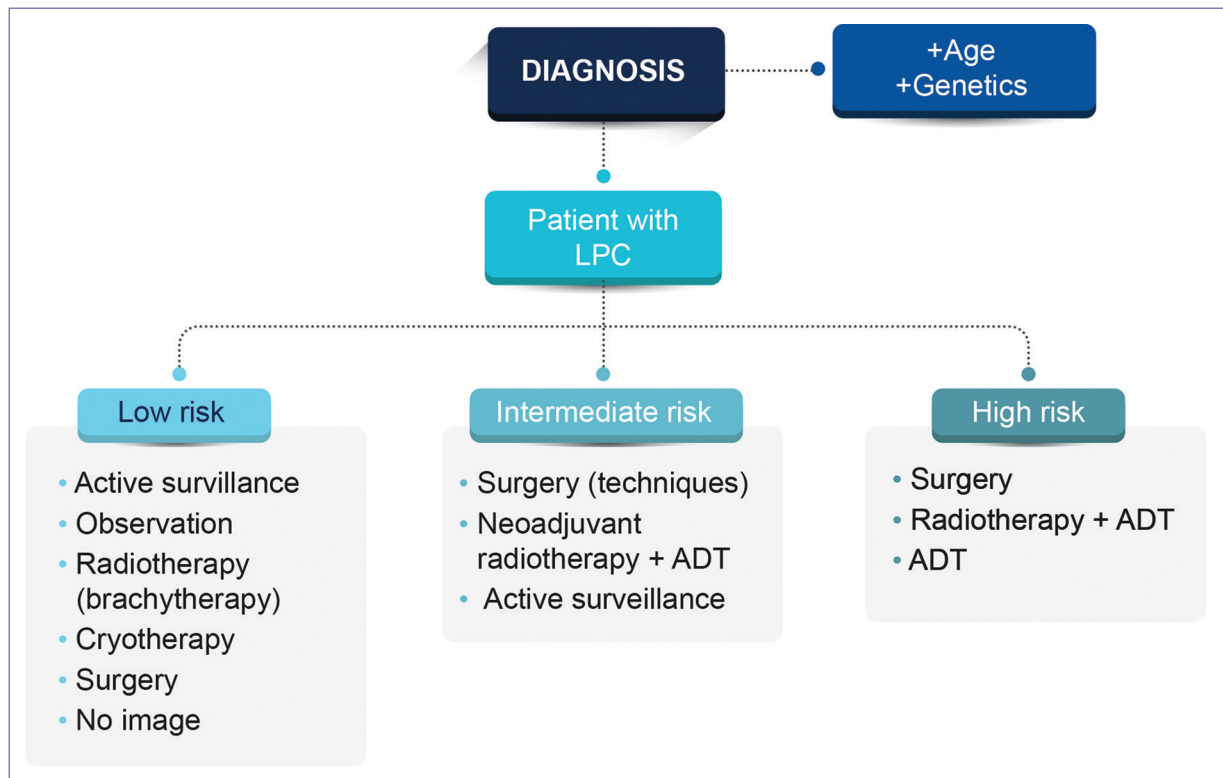 DIAGNOSIS
+Age
+Genetics
Patient with
LPC
Low risk
• Active survillance
• Observation
• Radiotherapy
(brachytherapy)
• Cryotherapy
• Surgery
• No image
Intermediate risk
• Surgery (techniques)
• Neoadjuvant
radiotherapy + ADT
• Active surveillance
High risk
• Surgery
• Radiotherapy + ADT
• ADT